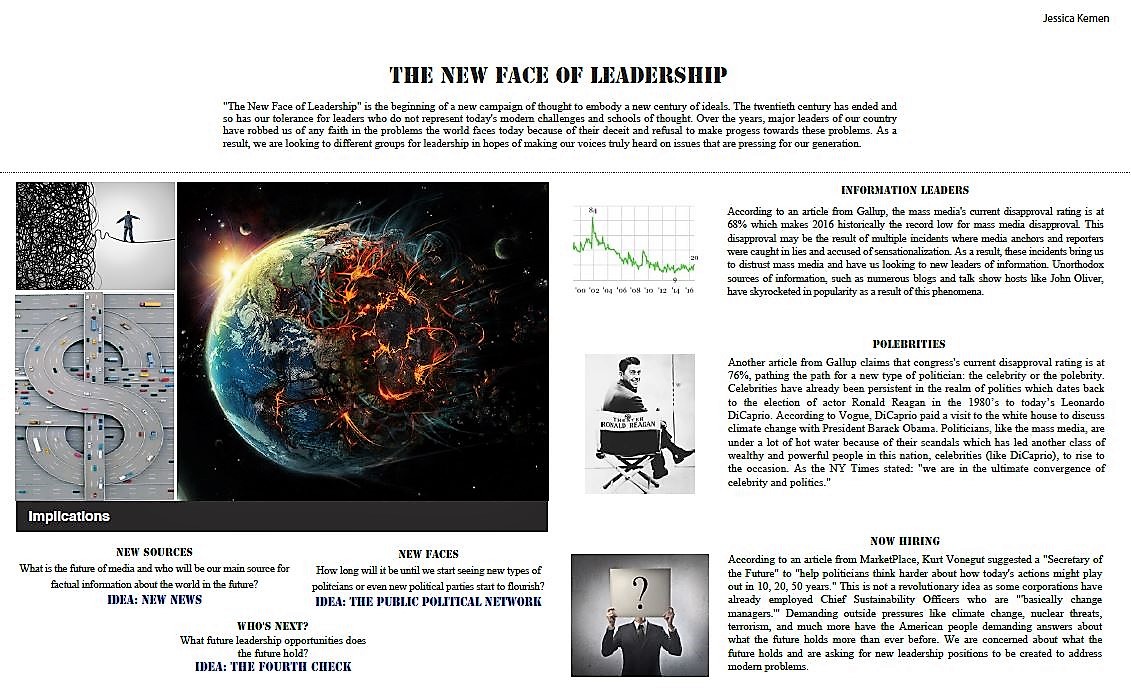 Jessica Kemen
THE NEW FACE OF LEADERSHIP
"The New Face of Leadership" is the beginning of a new campaign of thought to embody a new century of ideals. The twentieth century has ended and
so has our tolerance for leaders who do not represent today's modern challenges and schools of thought. Over the years, major leaders of our country
have robbed us of any faith in the problems the world faces today because of their deceit and refusal to make progess towards these problems. As a
result, we are looking to different groups for leadership in hopes of making our voices truly heard on issues that are pressing for our generation.
Implications
NEW SOURCES
What is the future of media and who will be our main source for
factual information about the world in the future?
IDEA: NEW NEWS
NEW FACES
How long will it be until we start seeing new types of
politcians or even new political parties start to flourish?
IDEA: THE PUBLIC POLITICAL NETWORK
WHO'S NEXT?
What future leadership opportunities does
the future hold?
IDEA: THE FOURTH CHECK
84
20
9
'00 '02 '04 '06 '08 '10 '12 '14 '16
INFORMATION LEADERS
According to an article from Gallup, the mass media's current disapproval rating is at
68% which makes 2016 historically the record low for mass media disapproval. This
disapproval may be the result of multiple incidents where media anchors and reporters
were caught in lies and accused of sensationalization. As a result, these incidents bring us
to distrust mass media and have us looking to new leaders of information. Unorthodox
sources of information, such as numerous blogs and talk show hosts like John Oliver,
have skyrocketed in popularity as a result of this phenomena.
RONALD REAGAN
POLEBRITIES
Another article from Gallup claims that congress's current disapproval rating is at
76%, pathing the path for a new type of politician: the celebrity or the polebrity.
Celebrities have already been persistent in the realm of politics which dates back
to the election of actor Ronald Reagan in the 1980's to today's Leonardo
DiCaprio. According to Vogue, DiCaprio paid a visit to the white house to discuss
climate change with President Barack Obama. Politicians, like the mass media, are
under a lot of hot water because of their scandals which has led another class of
wealthy and powerful people in this nation, celebrities (like DiCaprio), to rise to
the occasion. As the NY Times stated: "we are in the ultimate convergence of
celebrity and politics."
?
NOW HIRING
According to an article from MarketPlace, Kurt Vonegut suggested a "Secretary of
the Future" to "help politicians think harder about how today's actions might play
out in 10, 20, 50 years." This is not a revolutionary idea as some corporations have
already employed Chief Sustainability Officers who are "'basically change
managers.'" Demanding outside pressures like climate change, nuclear threats,
terrorism, and much more have the American people demanding answers about
what the future holds more than ever before. We are concerned about what the
future holds and are asking for new leadership positions to be created to address
modern problems.